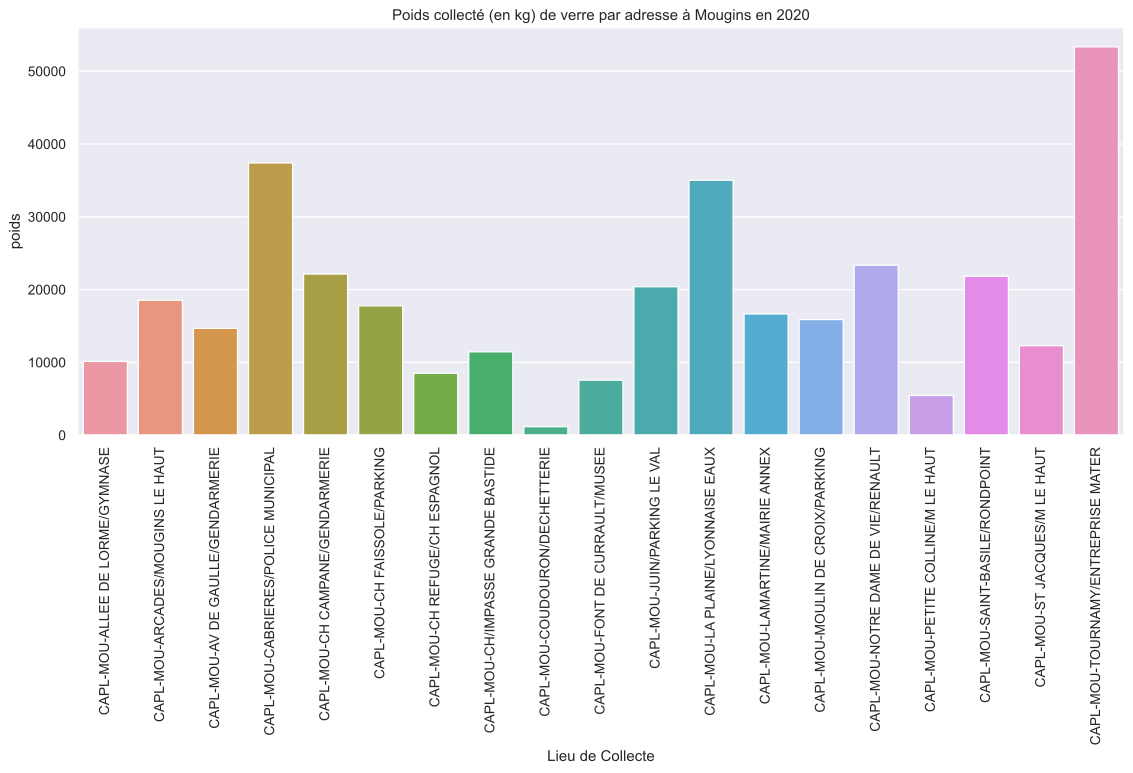 Poids collecté (en kg) de verre par adresse à Mougins en 2020
poids
50000
40000
30000
20000
10000
0
CAPL-MOU-ALLEE DE LORME/GYMNASE
CAPL-MOU-ARCADES/MOUGINS LE HAUT
CAPL-MOU-AV DE GAULLE/GENDARMERIE
CAPL-MOU-CABRIERES/POLICE MUNICIPAL
CAPL-MOU-CH CAMPANE/GENDARMERIE
CAPL-MOU-CH FAISSOLE/PARKING
CAPL-MOU-CH REFUGE/CH ESPAGNOL
CAPL-MOU-CH/IMPASSE GRANDE BASTIDE
CAPL-MOU-COUDOURON/DECHETTERIE
CAPL-MOU-FONT DE CURRAULT/MUSEE
CAPL-MOU-JUIN/PARKING LE VAL
CAPL-MOU-LA PLAINE/LYONNAISE EAUX
CAPL-MOU-LAMARTINE/MAIRIE ANNEX
CAPL-MOU-MOULIN DE CROIX/PARKING
CAPL-MOU-NOTRE DAME DE VIE/RENAULT
CAPL-MOU-PETITE COLLINE/M LE HAUT
CAPL-MOU-SAINT-BASILE/RONDPOINT
CAPL-MOU-ST JACQUES/M LE HAUT
CAPL-MOU-TOURNAMY/ENTREPRISE MATER
Lieu de Collecte